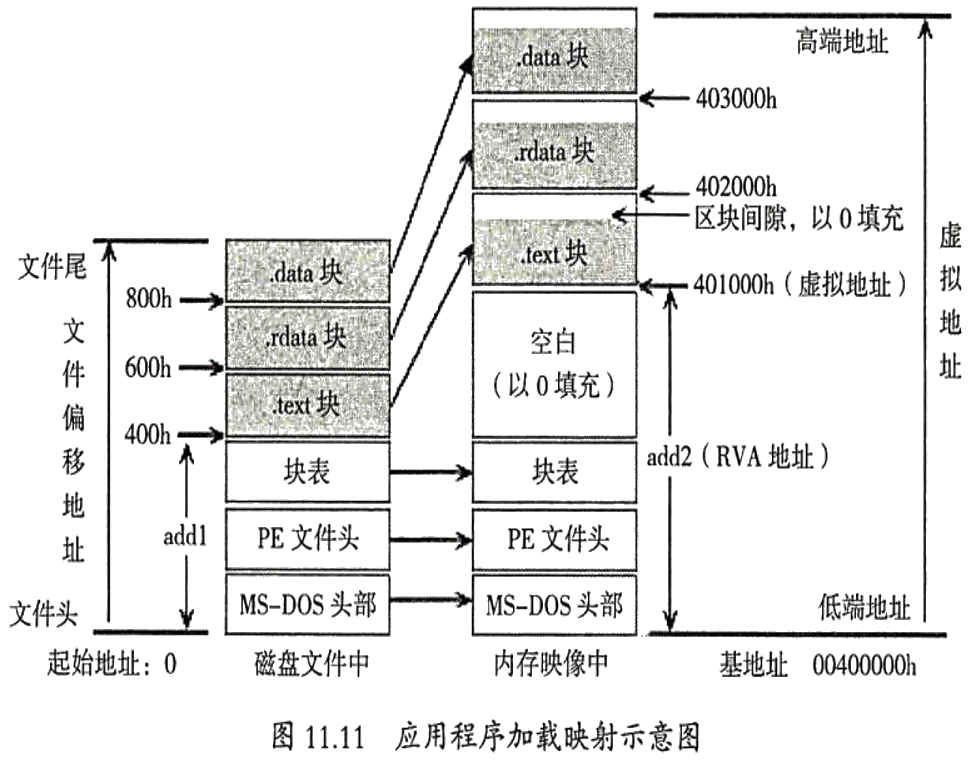 高端地址
.data 块
403000h
.rdata 块
402000h
区块间隙，以 0 填充
虚拟地址
文件尾
.data 块
.text 块
401000h（虚拟地址）
800h
文件偏移地址
.rdata 块
空白
（以 0 填充）
600h
.text 块
400h
块表
块表
add2（RVA 地址）
add1
PE 文件头
PE 文件头
文件头
MS-DOS 头部
MS-DOS 头部
低端地址
起始地址：0
磁盘文件中
内存映像中
基地址 00400000h
图 11.11 应用程序加载映射示意图